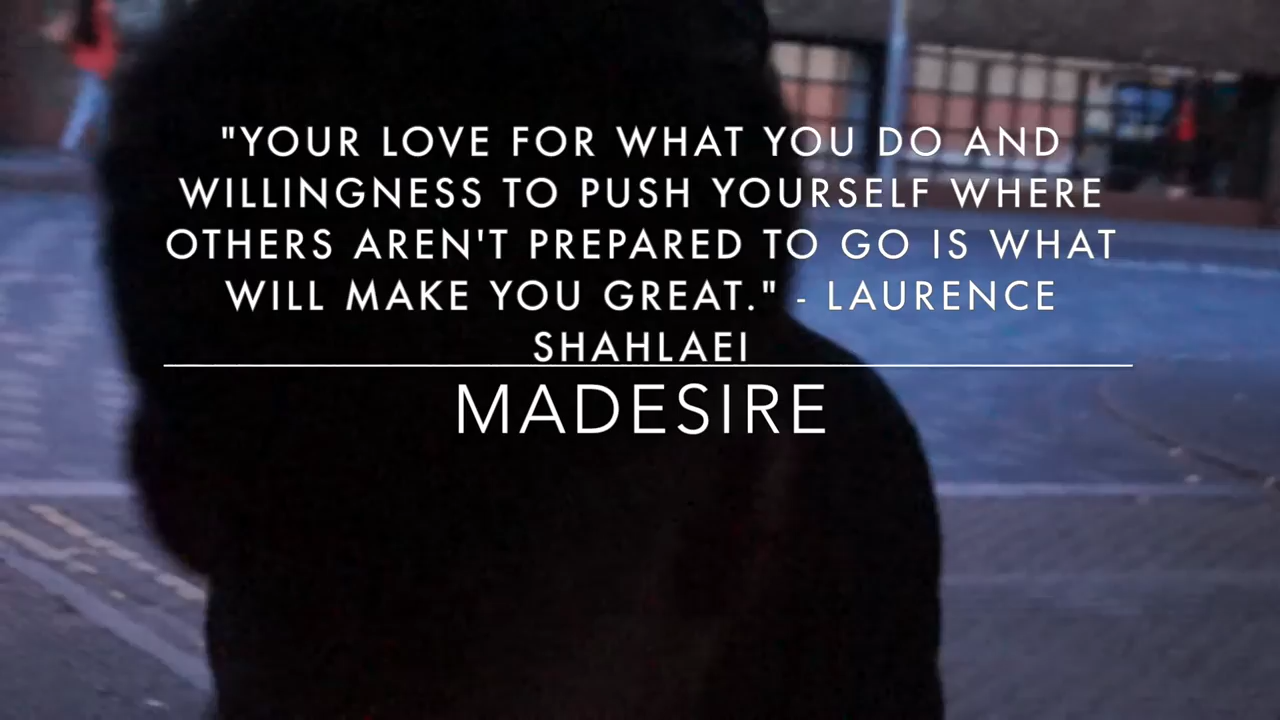 "YOUR LOVE FOR WHAT YOU DO AND
WILLINGNESS TO PUSH YOURSELF WHERE
OTHERS AREN'T PREPARED TO GO IS WHAT
WILL MAKE YOU GREAT." - LAURENCE
SHAHLAEI
MADESIRE